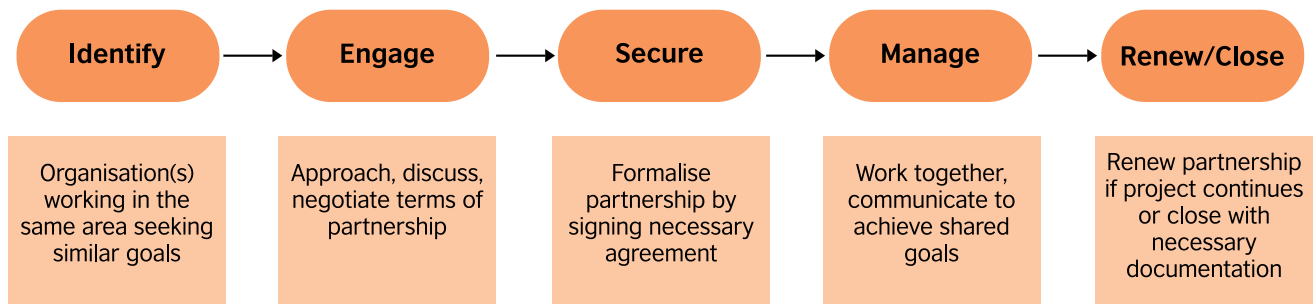 Identify
Engage
Secure
Manage
Renew/Close
Organisation(s)
working in the
same area seeking
similar goals
Approach, discuss,
negotiate terms of
partnership
Formalise
partnership by
signing necessary
agreement
Work together,
communicate to
achieve shared
goals
Renew partnership
if project continues
or close with
necessary
documentation